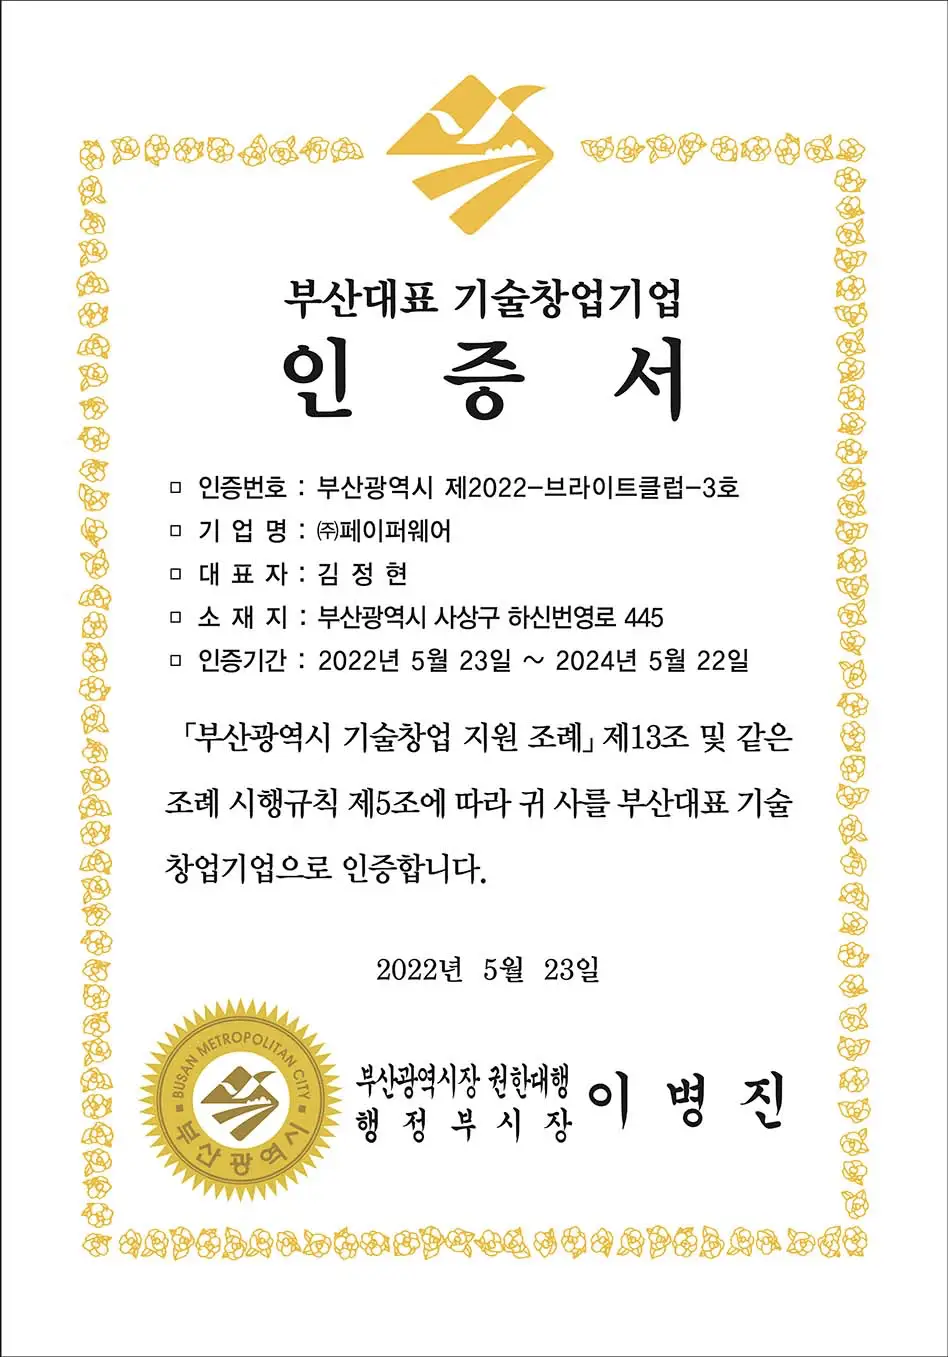 부산대표 기술창업기업
인 증 서
□ 인증번호 : 부산광역시 제2022-브라이트클럽-3호
□ 기 업 명 : ㈜페이퍼웨어
□ 대 표 자 : 김 정 현
□ 소 재 지 : 부산광역시 사상구 하신번영로 445
□ 인증기간 : 2022년 5월 23일 ~ 2024년 5월 22일
「부산광역시 기술창업 지원 조례」 제13조 및 같은
조례 시행규칙 제5조에 따라 귀 사를 부산대표 기술
창업기업으로 인증합니다.
2022년 5월 23일
BUSAN METROPOLITAN CITY
부산광역시
부산광역시장 권한대행
행 정 부 시 장
이 병 진